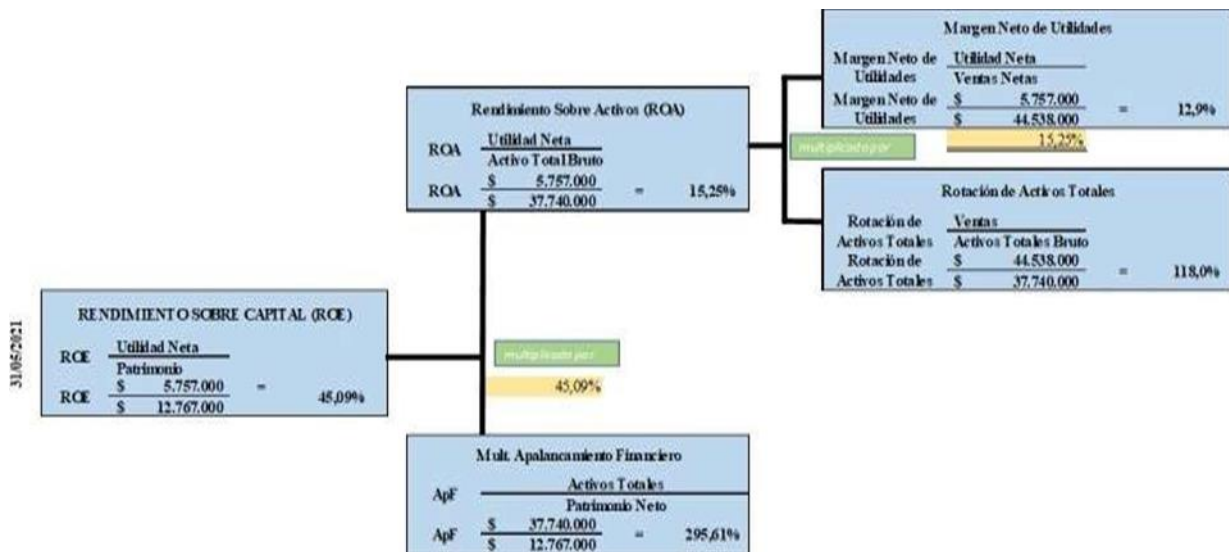 31/05/2021
RENDIMIENTO SOBRE CAPITAL (ROE)
ROE Utilidad Neta
Patrimonio
ROE $ 5.757.000 = 45,09%
$ 12.767.000
Rendimiento Sobre Activos (ROA)
ROA Utilidad Neta
Activo Total Bruto
ROA $ 5.757.000 = 15,25%
$ 37.740.000
multiplicado por
45,09%
Mult. Apalancamiento Financiero
ApF Activos Totales
Patrimonio Neto
ApF $ 37.740.000 = 295,61%
$ 12.767.000
Margen Neto de Utilidades
Margen Neto de Utilidad Neta
Utilidades Ventas Netas
Margen Neto de $ 5.757.000 = 12,9%
Utilidades $ 44.538.000
multiplicado por
15,25%
Rotación de Activos Totales
Rotación de Ventas
Activos Totales Activos Totales Bruto
Rotación de $ 44.538.000 = 118,0%
Activos Totales $ 37.740.000